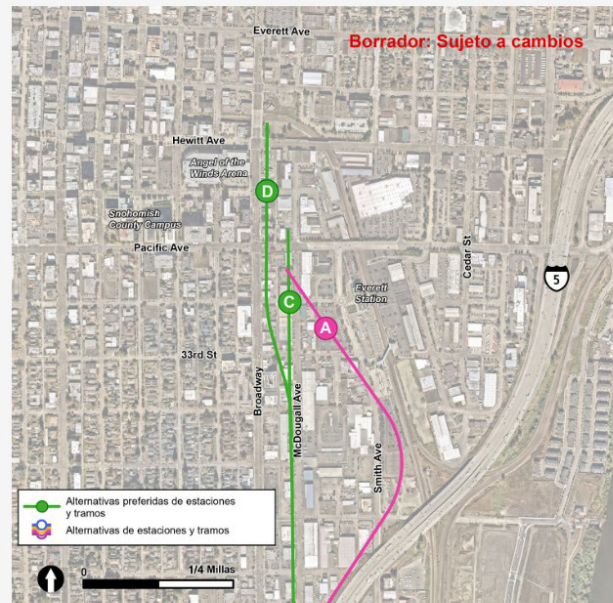 Everett Ave
Borrador: Sujeto a cambios
Hewitt Ave
Angel of the
Winds Arena
D
Snohomish
County Campus
Pacific Ave
Cedar St
5
Everett
Station
C
A
33rd St
Broadway
McDougall Ave
Smith Ave
Alternativas preferidas de estaciones
y tramos
Alternativas de estaciones y tramos
0
1/4 Millas